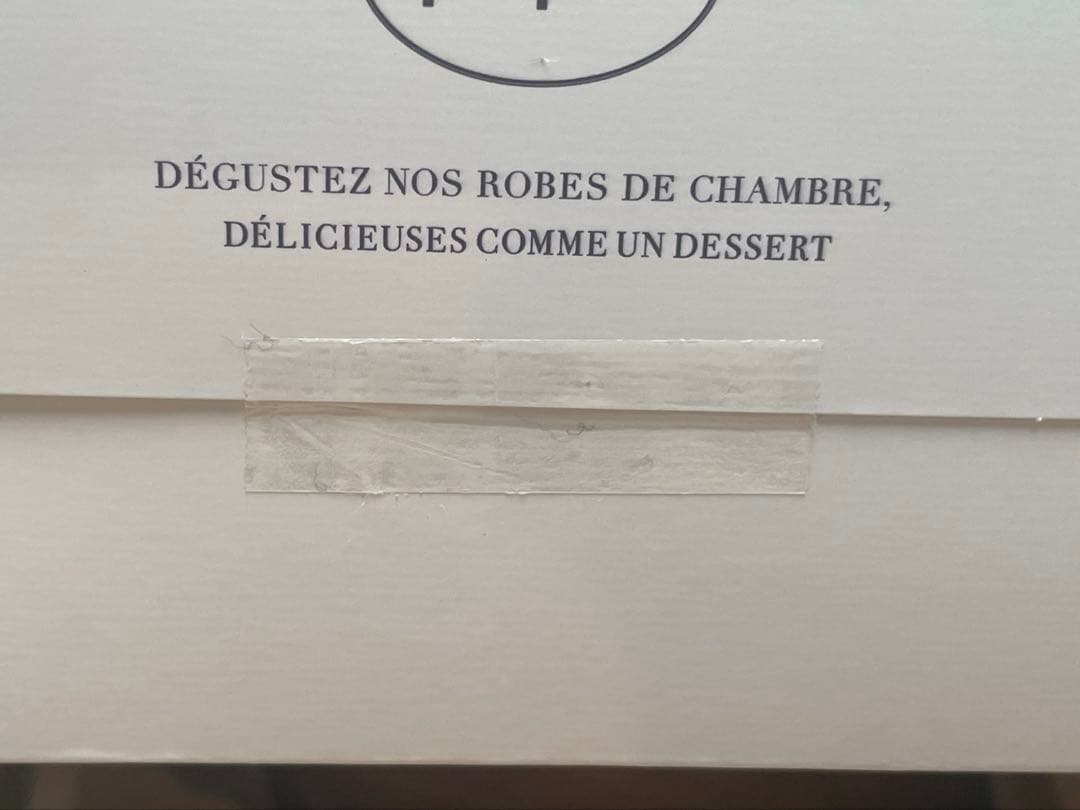 DÉGUSTEZ NOS ROBES DE CHAMBRE,
DÉLICIEUSES COMME UN DESSERT